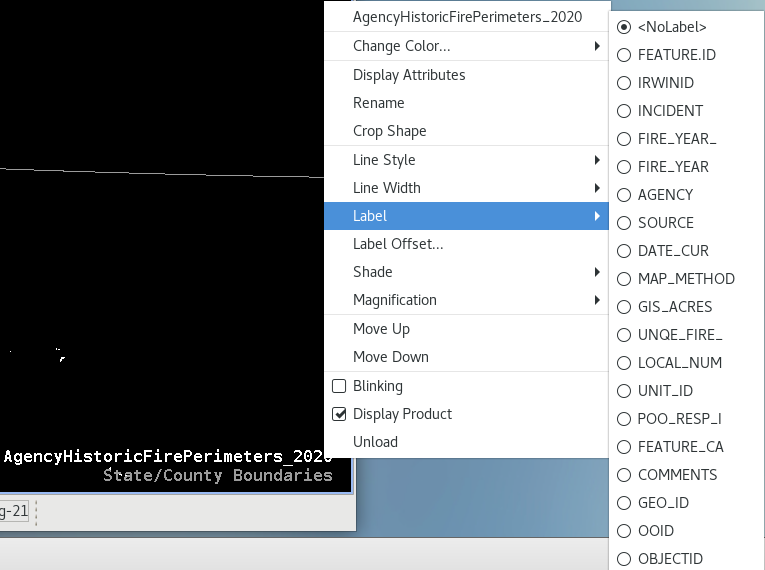 AgencyHistoricFirePerimeters_2020
Change Color...
Display Attributes
Rename
Crop Shape
Line Style
Line Width
Label
Label Offset...
Shade
Magnification
Move Up
Move Down
Blinking
Display Product
Unload
<NoLabel>
FEATURE.ID
IRWINID
INCIDENT
FIRE_YEAR_
FIRE_YEAR
AGENCY
SOURCE
DATE_CUR
MAP_METHOD
GIS_ACRES
UNQE_FIRE_
LOCAL_NUM
UNIT_ID
POO_RESP_I
FEATURE_CA
COMMENTS
GEO_ID
OOID
OBJECTID
AgencyHistoricFirePerimeters_2020
State/County Boundaries
g-21